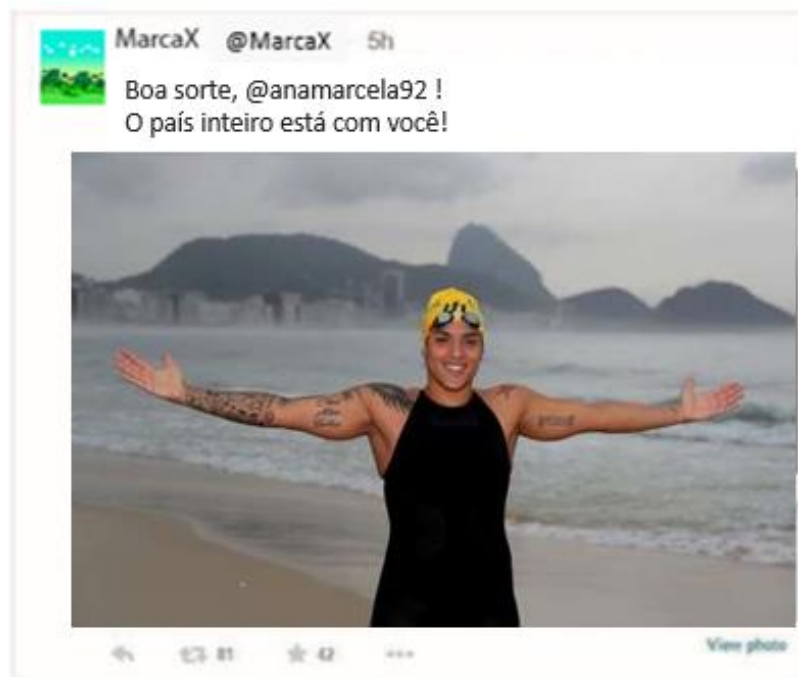 MarcaX @MarcaX 5h
Boa sorte, @anamarcela92 !
O país inteiro está com você!
81 42
View photo